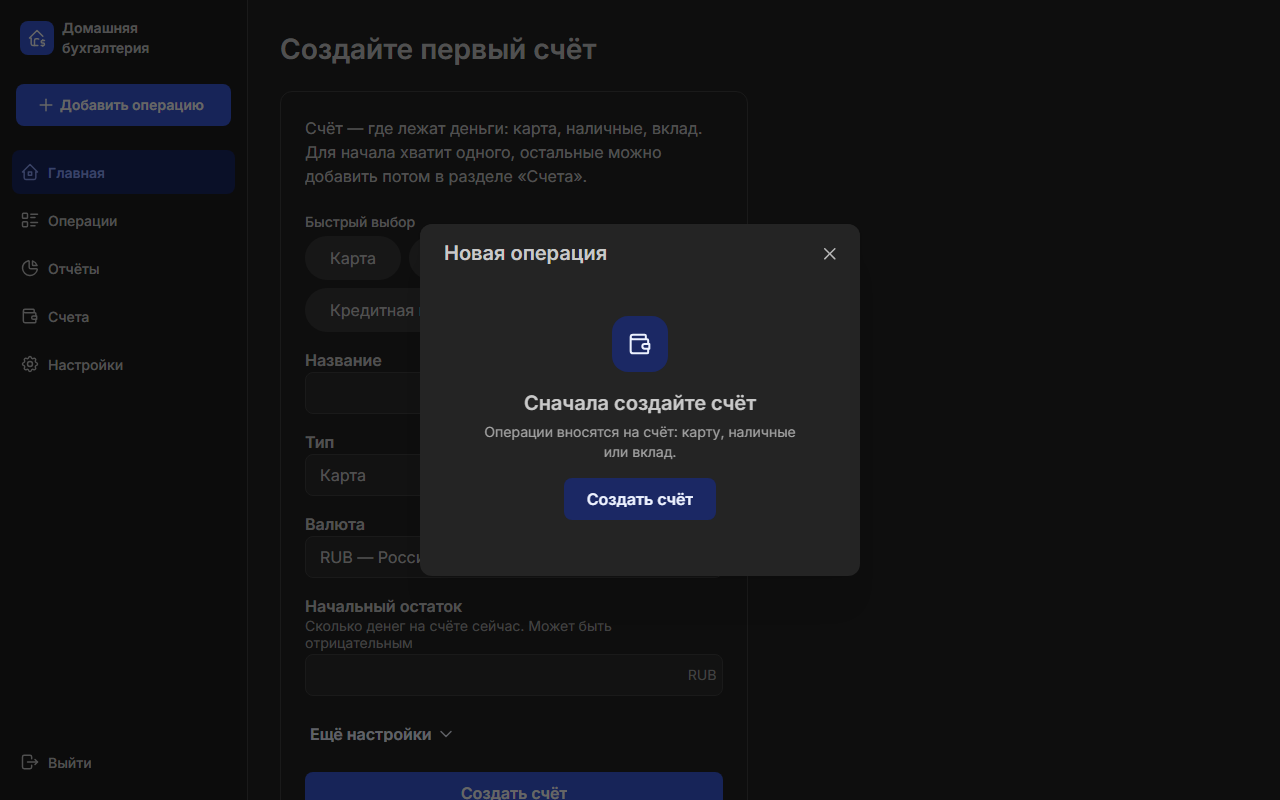 Домашняя
бухгалтерия
Добавить операцию
Главная
Операции
Отчёты
Счета
Настройки
Выйти
Создайте первый счёт
Счёт — где лежат деньги: карта, наличные, вклад.
Для начала хватит одного, остальные можно
добавить потом в разделе «Счета».
Быстрый выбор
Карта
Кредитная
Название
Тип
Карта
Валюта
RUB —
Начальный остаток
Сколько денег на счёте сейчас. Может быть
отрицательным
RUB
Ещё настройки
Создать счёт
Новая операция
Сначала создайте счёт
Операции вносятся на счёт: карту, наличные
или вклад.
Создать счёт